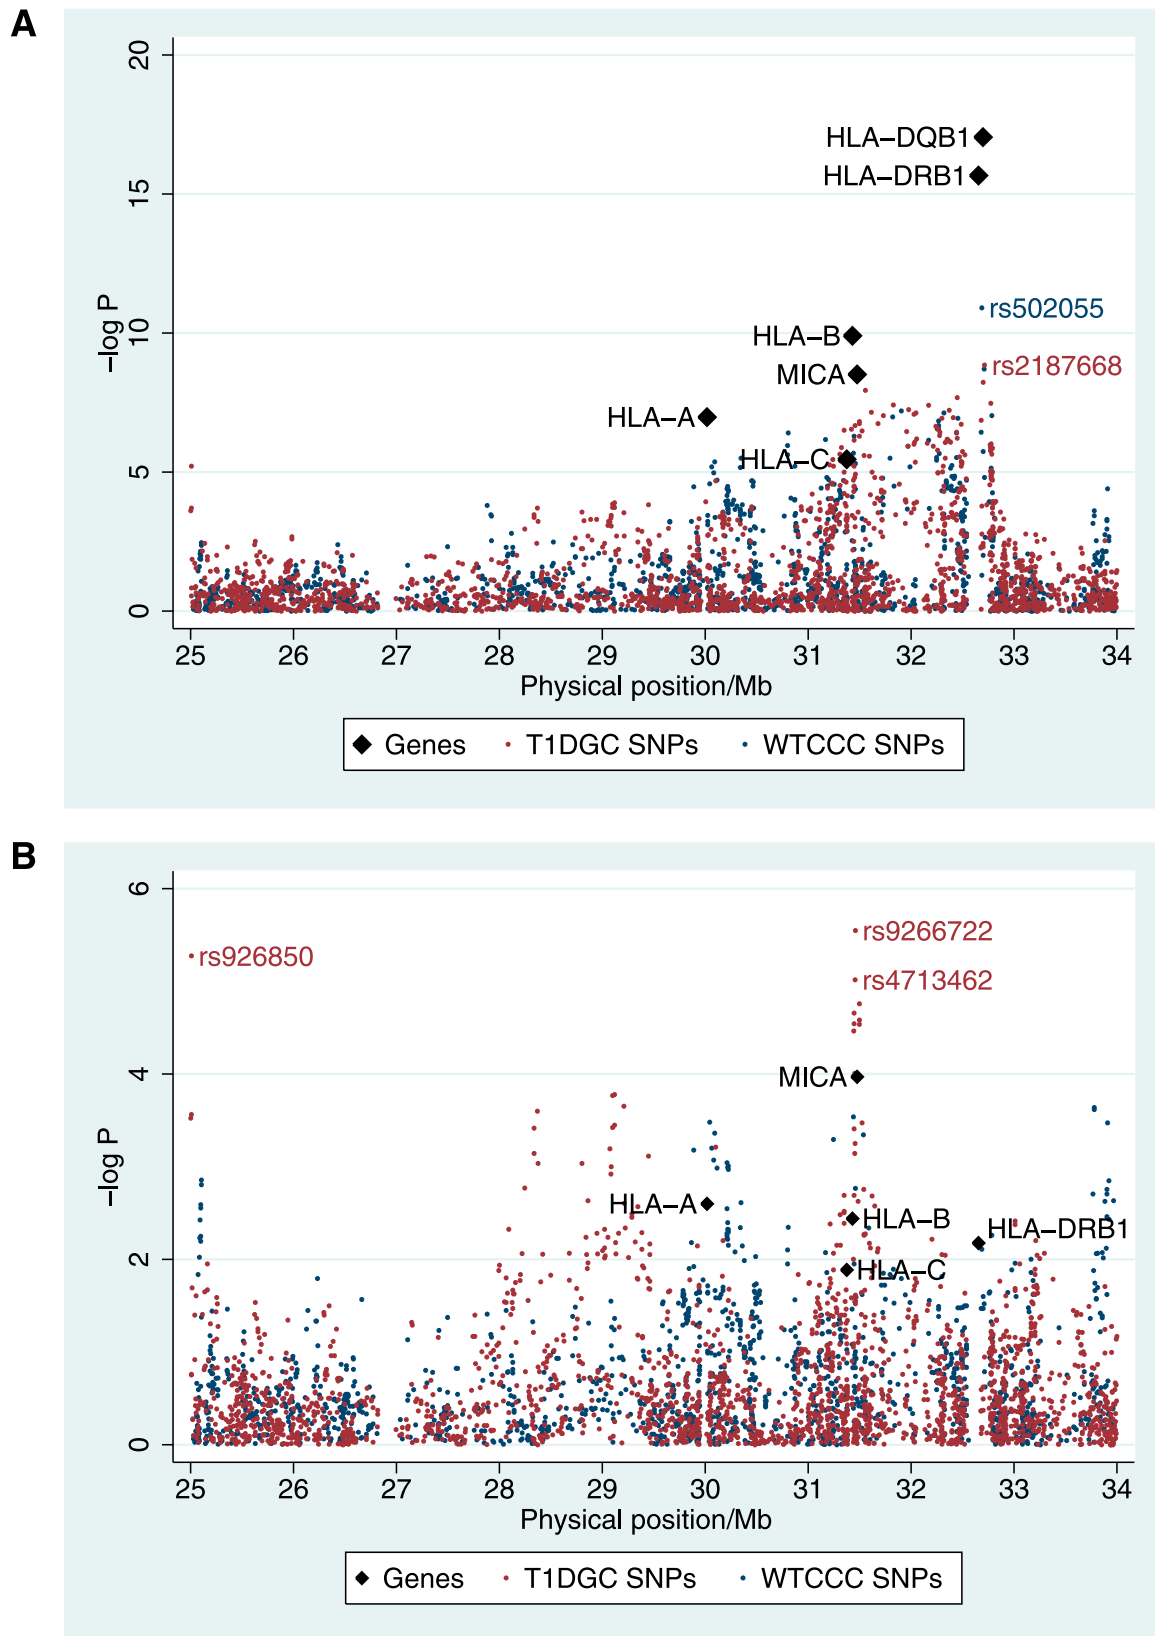 A
20
15
10
5
0
−log P
HLA−DQB1
HLA−DRB1
rs502055
HLA−B
rs2187668
MICA
HLA−A
HLA−C
25 26 27 28 29 30 31 32 33 34
Physical position/Mb
Genes T1DGC SNPs WTCCC SNPs
B
6
4
2
0
−log P
rs9266722
rs926850
rs4713462
MICA
HLA−A
HLA−B
HLA−DRB1
HLA−C
25 26 27 28 29 30 31 32 33 34
Physical position/Mb
Genes T1DGC SNPs WTCCC SNPs